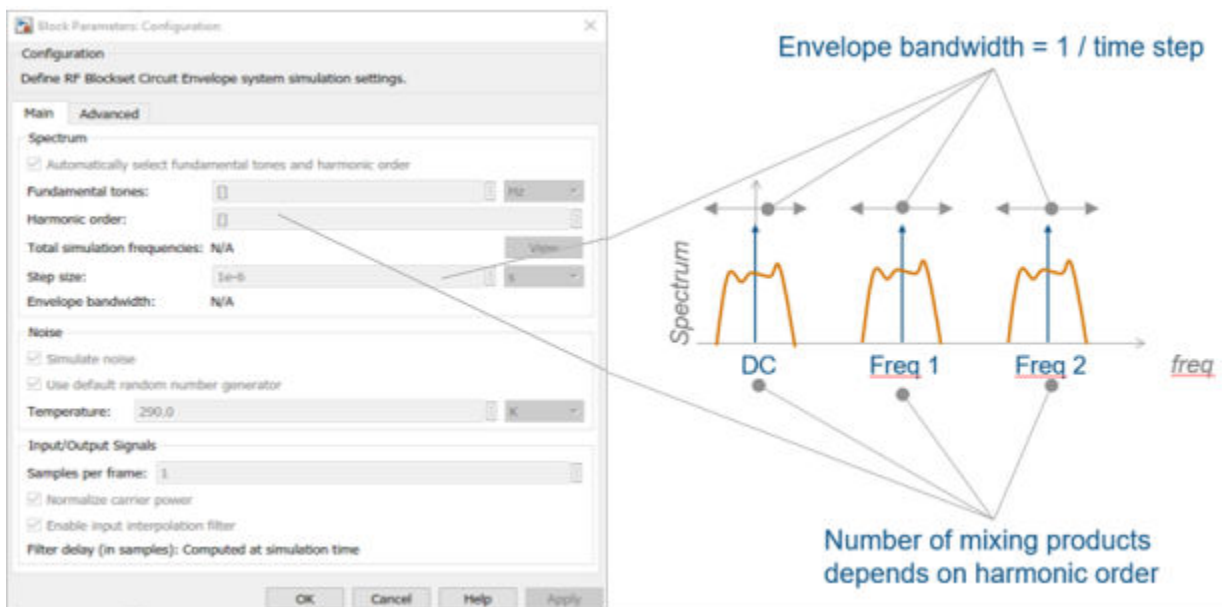 Block Parameters: Configuration
Configuration
Define RF Blockset Circuit Envelope system simulation settings.
Main Advanced
Spectrum
Automatically select fundamental tones and harmonic order
Fundamental tones: [] Hz
Harmonic order: []
Total simulation frequencies: N/A View
Step size: 1e-6 s
Envelope bandwidth: N/A
Noise
Simulate noise
Use default random number generator
Temperature: 290.0 K
Input/Output Signals
Samples per frame: 1
Normalize carrier power
Enable input interpolation filter
Filter delay (in samples): Computed at simulation time
OK Cancel Help Apply
Envelope bandwidth = 1 / time step
Spectrum
DC Freq 1 Freq 2 freq
Number of mixing products
depends on harmonic order